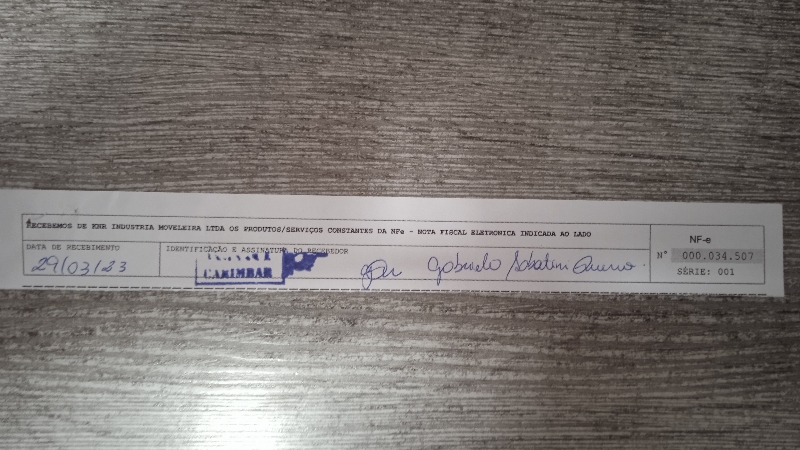 RECEBEMOS DE KNR INDUSTRIA MOVELEIRA LTDA OS PRODUTOS/SERVIÇOS CONSTANTES DA NFe - NOTA FISCAL ELETRONICA INDICADA AO LADO
DATA DE RECEBIMENTO
29/03/23
IDENTIFICAÇÃO E ASSINATURA DO RECEBEDOR
CARIMBAR
NF-e
N° 000.034.507
SÉRIE: 001